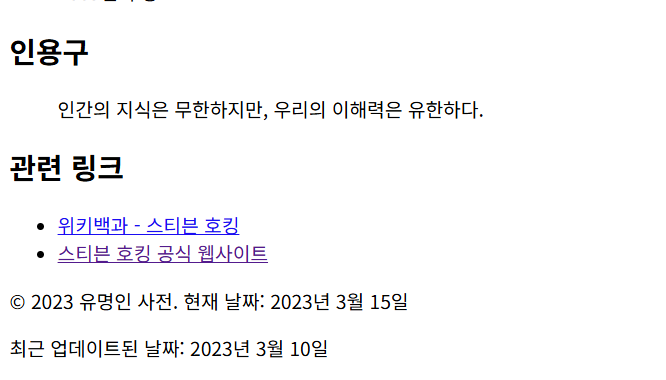 인용구
인간의 지식은 무한하지만, 우리의 이해력은 유한하다.
관련 링크
위키백과 - 스티븐 호킹
스티븐 호킹 공식 웹사이트
© 2023 유명인 사전. 현재 날짜: 2023년 3월 15일
최근 업데이트된 날짜: 2023년 3월 10일